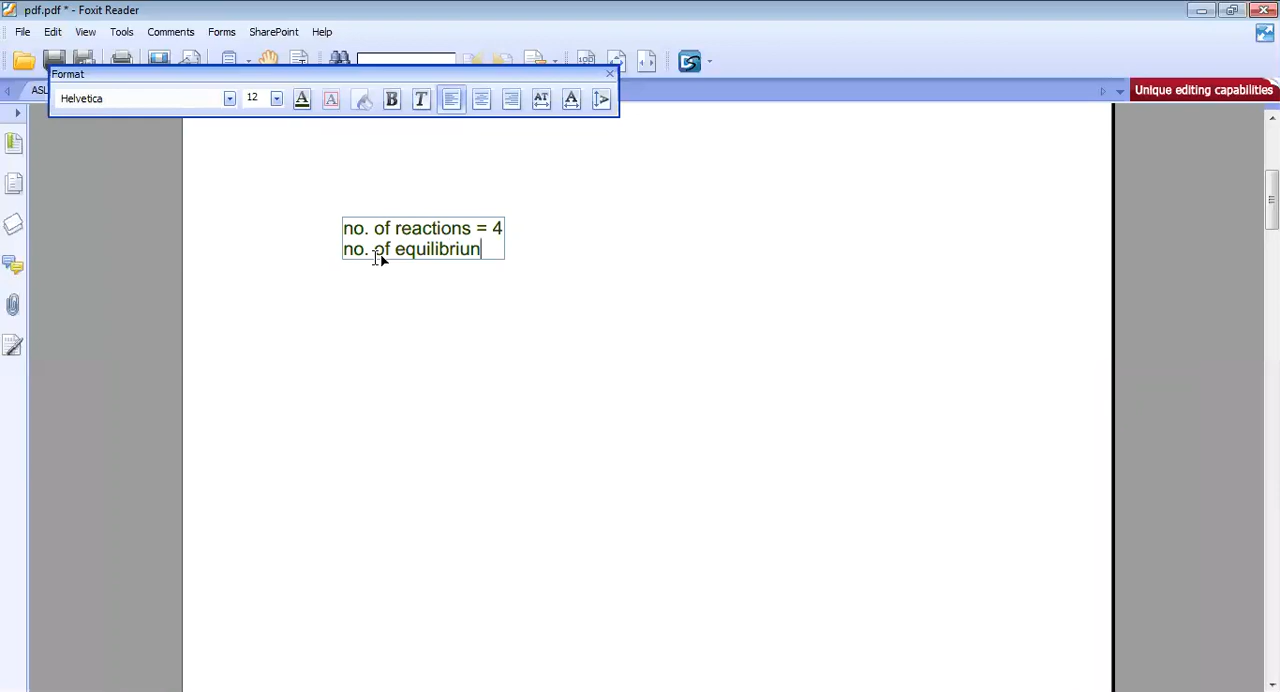 pdf.pdf * - Foxit Reader
File Edit View Tools Comments Forms SharePoint Help
Format
ASL
Unique editing capabilities
Helvetica 12
no. of reactions = 4
no. of equilibriun